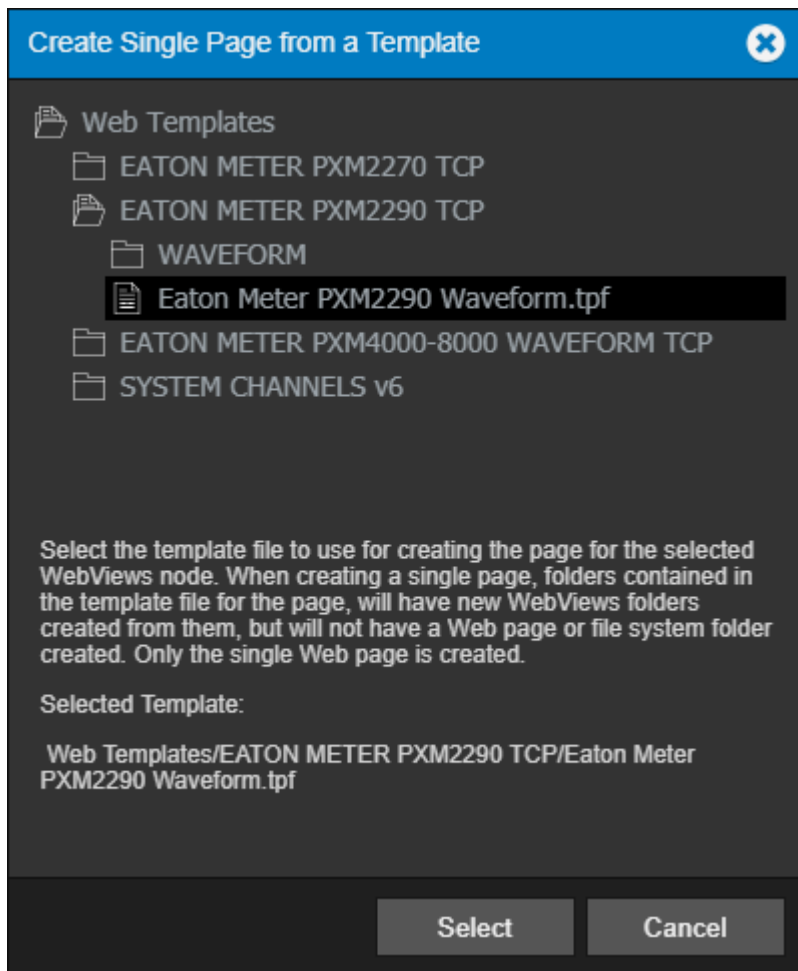 Create Single Page from a Template
Web Templates
EATON METER PXM2270 TCP
EATON METER PXM2290 TCP
WAVEFORM
Eaton Meter PXM2290 Waveform.tpf
EATON METER PXM4000-8000 WAVEFORM TCP
SYSTEM CHANNELS v6
Select the template file to use for creating the page for the selected
WebViews node. When creating a single page, folders contained in
the template file for the page, will have new WebViews folders
created from them, but will not have a Web page or file system folder
created. Only the single Web page is created.
Selected Template:
Web Templates/EATON METER PXM2290 TCP/Eaton Meter
PXM2290 Waveform.tpf
Select
Cancel